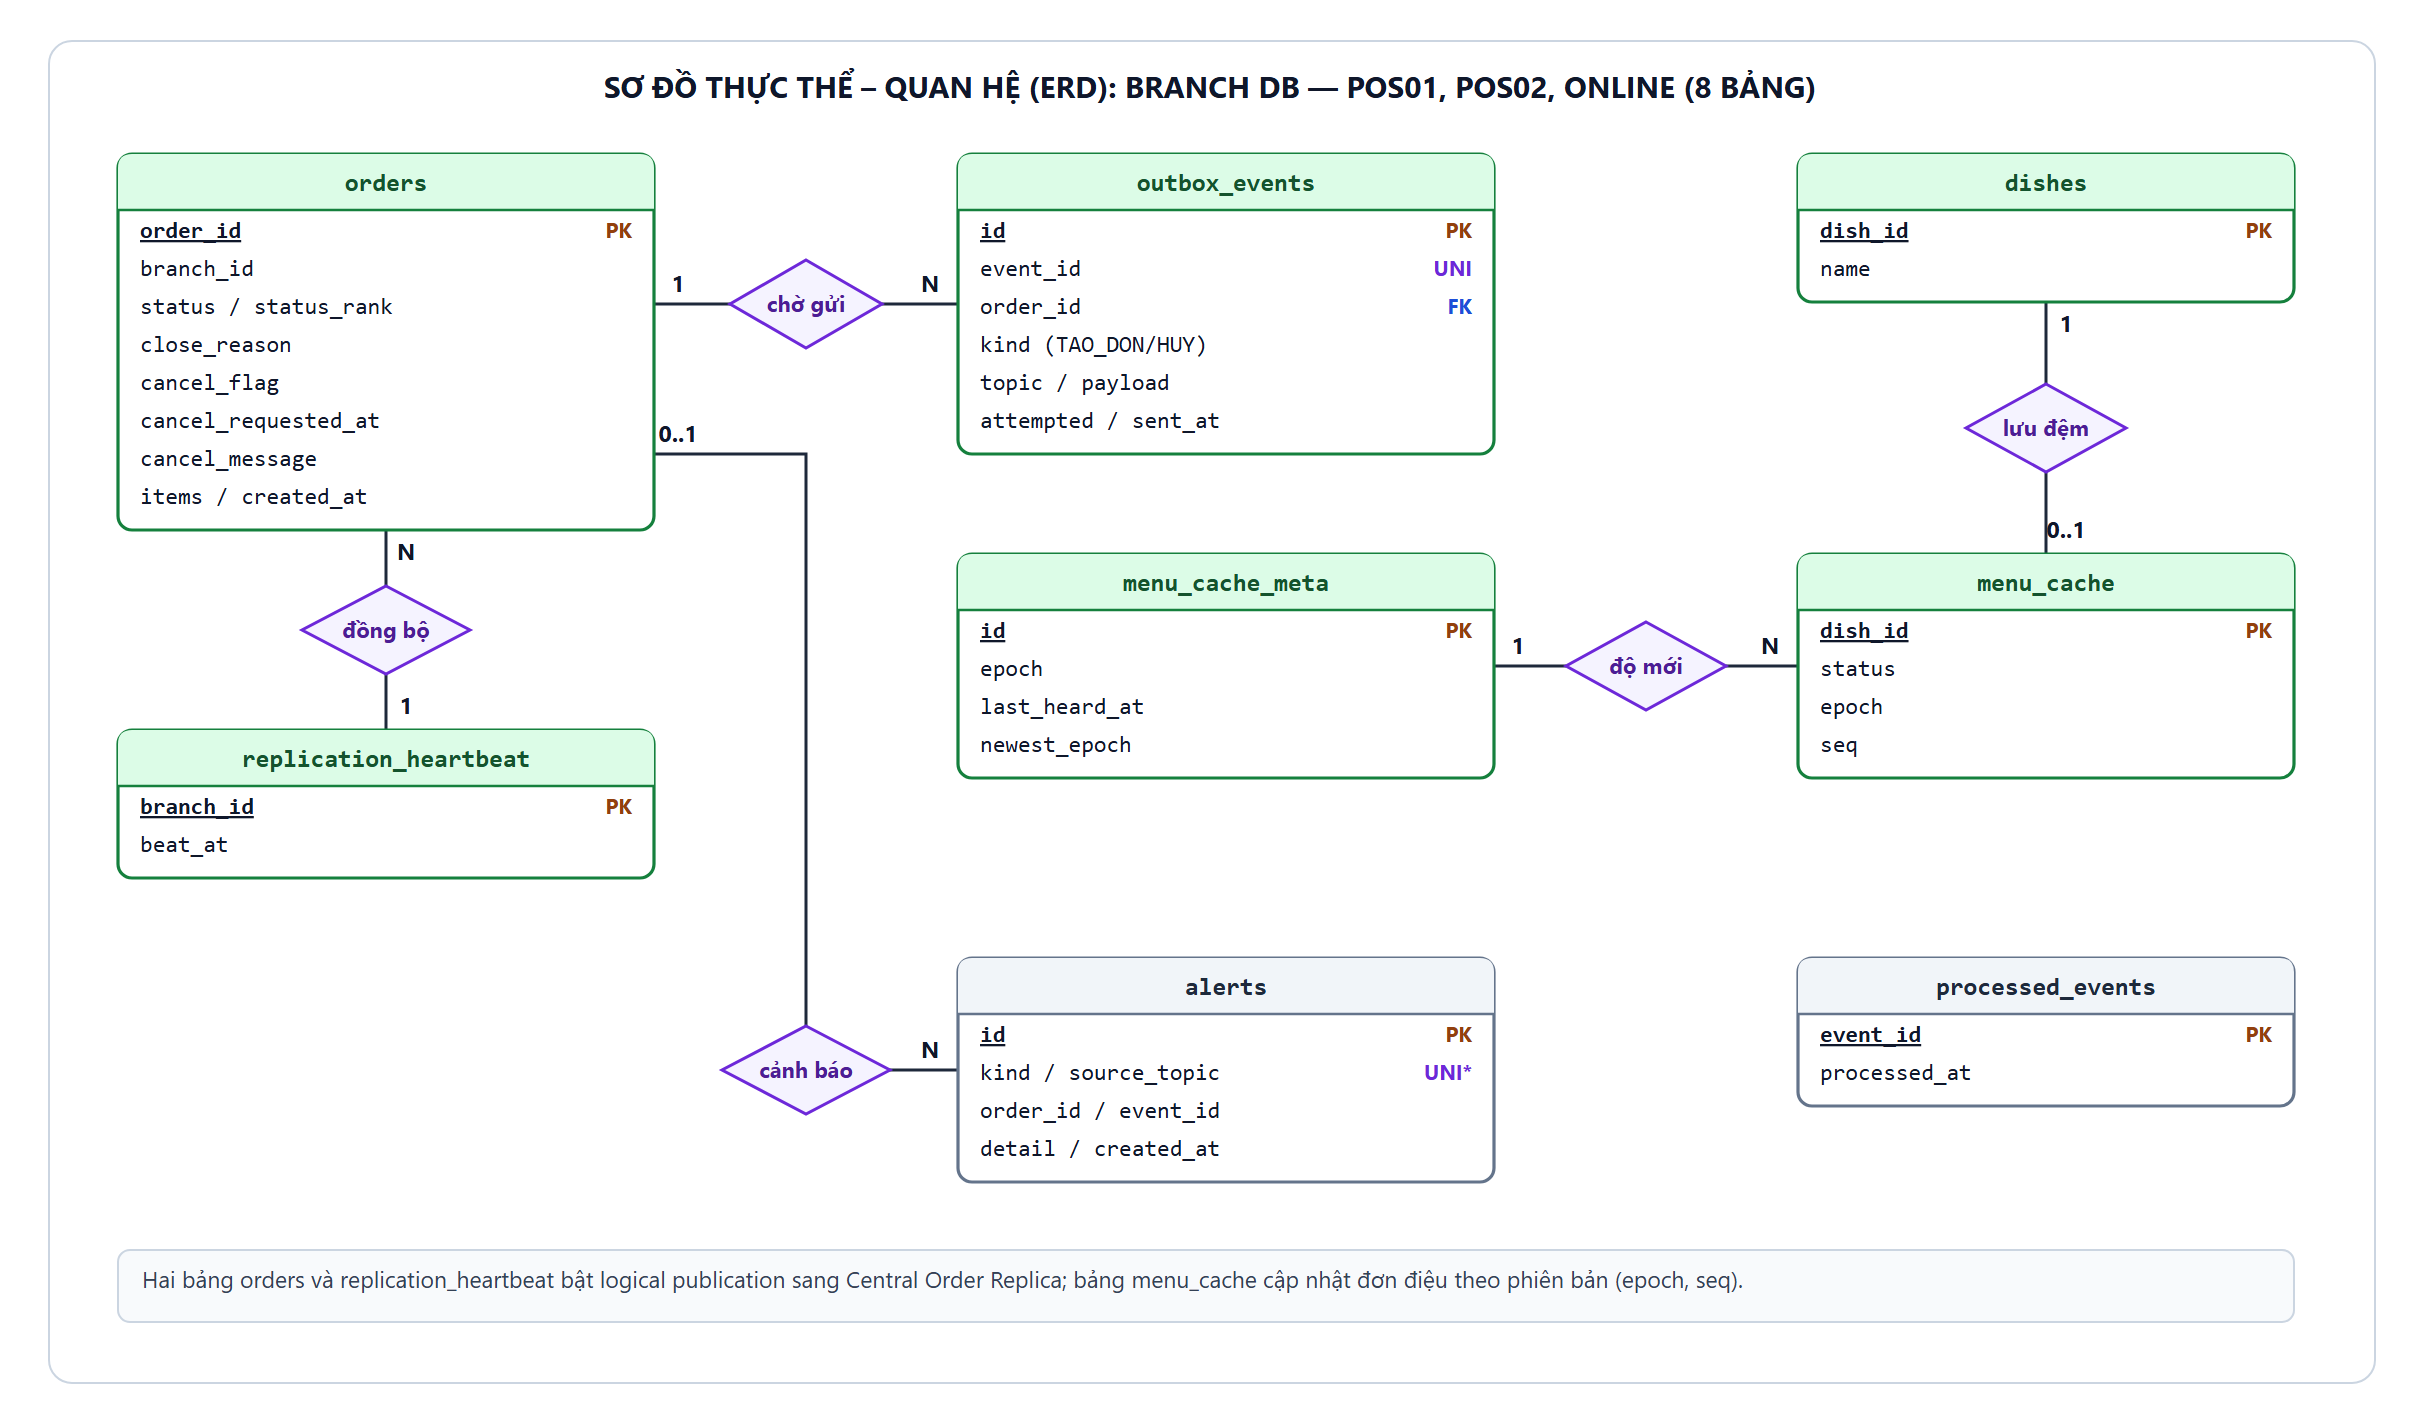 SƠ ĐỒ THỰC THỂ – QUAN HỆ (ERD): BRANCH DB — POS01, POS02, ONLINE (8 BẢNG)
orders
order_id PK
branch_id
status / status_rank
close_reason
cancel_flag
cancel_requested_at
cancel_message
items / created_at
1
chờ gửi
N
outbox_events
id PK
event_id UNI
order_id FK
kind (TAO_DON/HUY)
topic / payload
attempted / sent_at
dishes
dish_id PK
name
1
lưu đệm
0..1
0..1
N
đồng bộ
1
replication_heartbeat
branch_id PK
beat_at
menu_cache_meta
id PK
epoch
last_heard_at
newest_epoch
1
độ mới
N
menu_cache
dish_id PK
status
epoch
seq
cảnh báo
N
alerts
id PK
kind / source_topic UNI*
order_id / event_id
detail / created_at
processed_events
event_id PK
processed_at
Hai bảng orders và replication_heartbeat bật logical publication sang Central Order Replica; bảng menu_cache cập nhật đơn điệu theo phiên bản (epoch, seq).